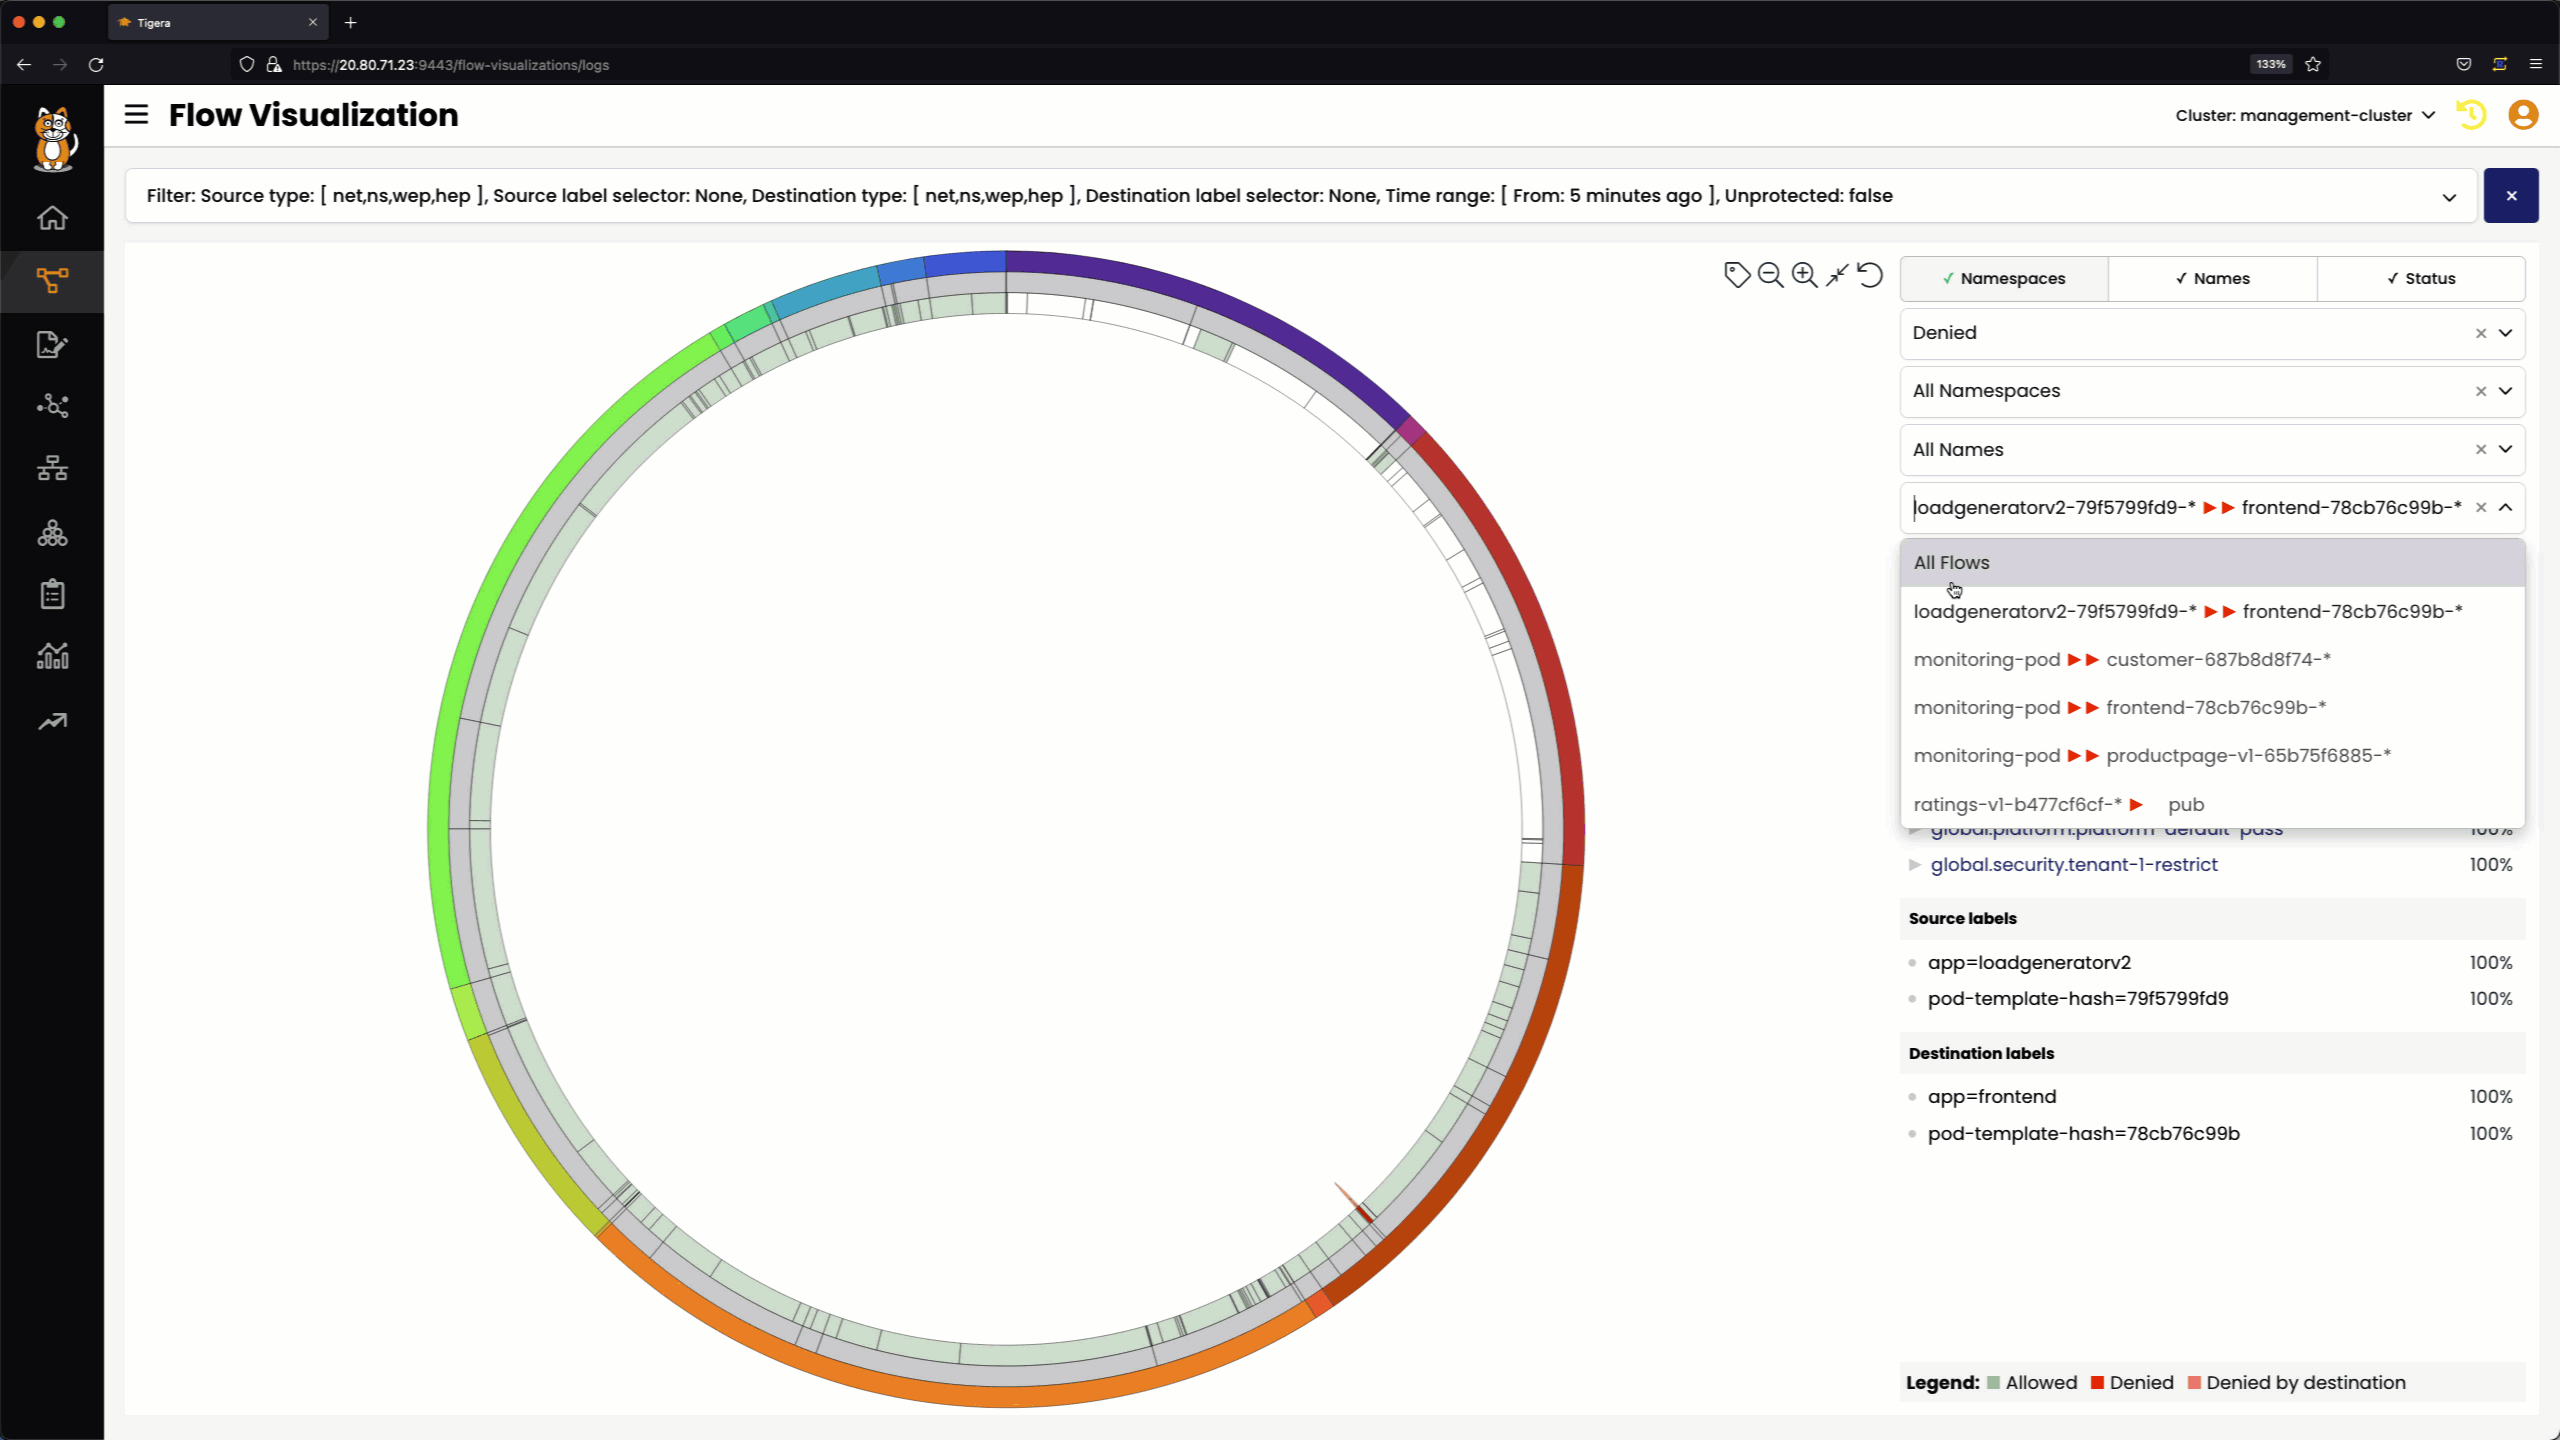 Tigera
https://20.80.71.23:9443/flow-visualizations/logs
133%
Flow Visualization
Cluster: management-cluster
Filter: Source type: [ net,ns,wep,hep ], Source label selector: None, Destination type: [ net,ns,wep,hep ], Destination label selector: None, Time range: [ From: 5 minutes ago ], Unprotected: false
✓ Namespaces ✓ Names ✓ Status
Denied
All Namespaces
All Names
loadgeneratorv2-79f5799fd9-* ▶▶ frontend-78cb76c99b-*
All Flows
loadgeneratorv2-79f5799fd9-* ▶▶ frontend-78cb76c99b-*
monitoring-pod ▶▶ customer-687b8d8f74-*
monitoring-pod ▶▶ frontend-78cb76c99b-*
monitoring-pod ▶▶ productpage-v1-65b75f6885-*
ratings-v1-b477cf6cf-* ▶ pub
global.platform.platform-default-pass 100%
global.security.tenant-1-restrict 100%
Source labels
app=loadgeneratorv2 100%
pod-template-hash=79f5799fd9 100%
Destination labels
app=frontend 100%
pod-template-hash=78cb76c99b 100%
Legend: Allowed Denied Denied by destination